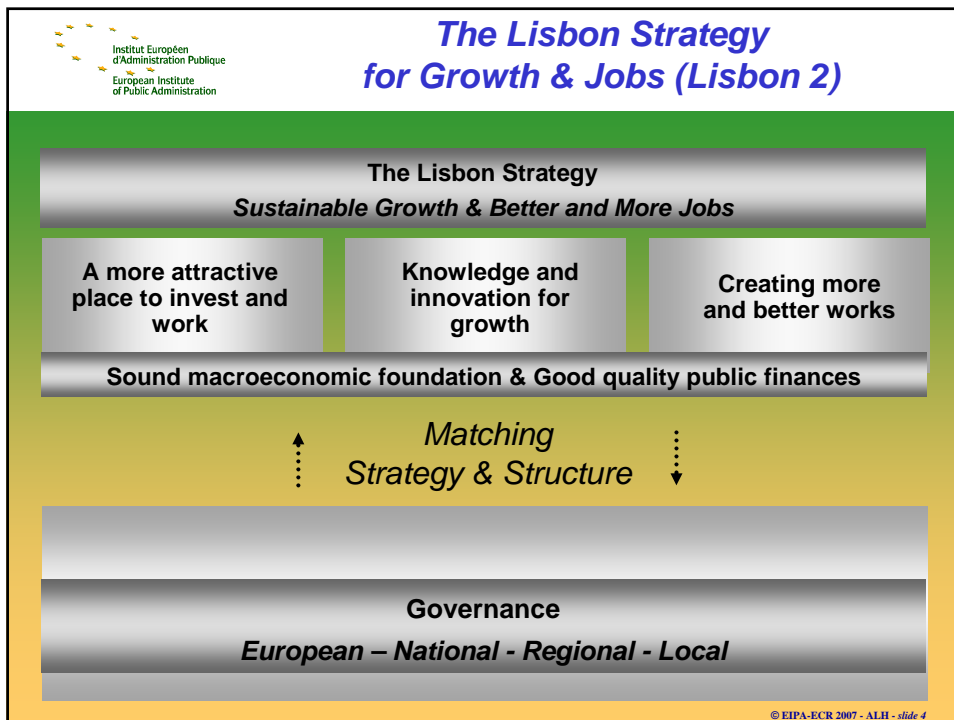 Institut Européen
d'Administration Publique
European Institute
of Public Administration
The Lisbon Strategy
for Growth & Jobs (Lisbon 2)
The Lisbon Strategy
Sustainable Growth & Better and More Jobs
A more attractive
place to invest and
work
Knowledge and
innovation for
growth
Creating more
and better works
Sound macroeconomic foundation & Good quality public finances
Matching
Strategy & Structure
Governance
European – National - Regional - Local
© EIPA-ECR 2007 - ALH - slide 4